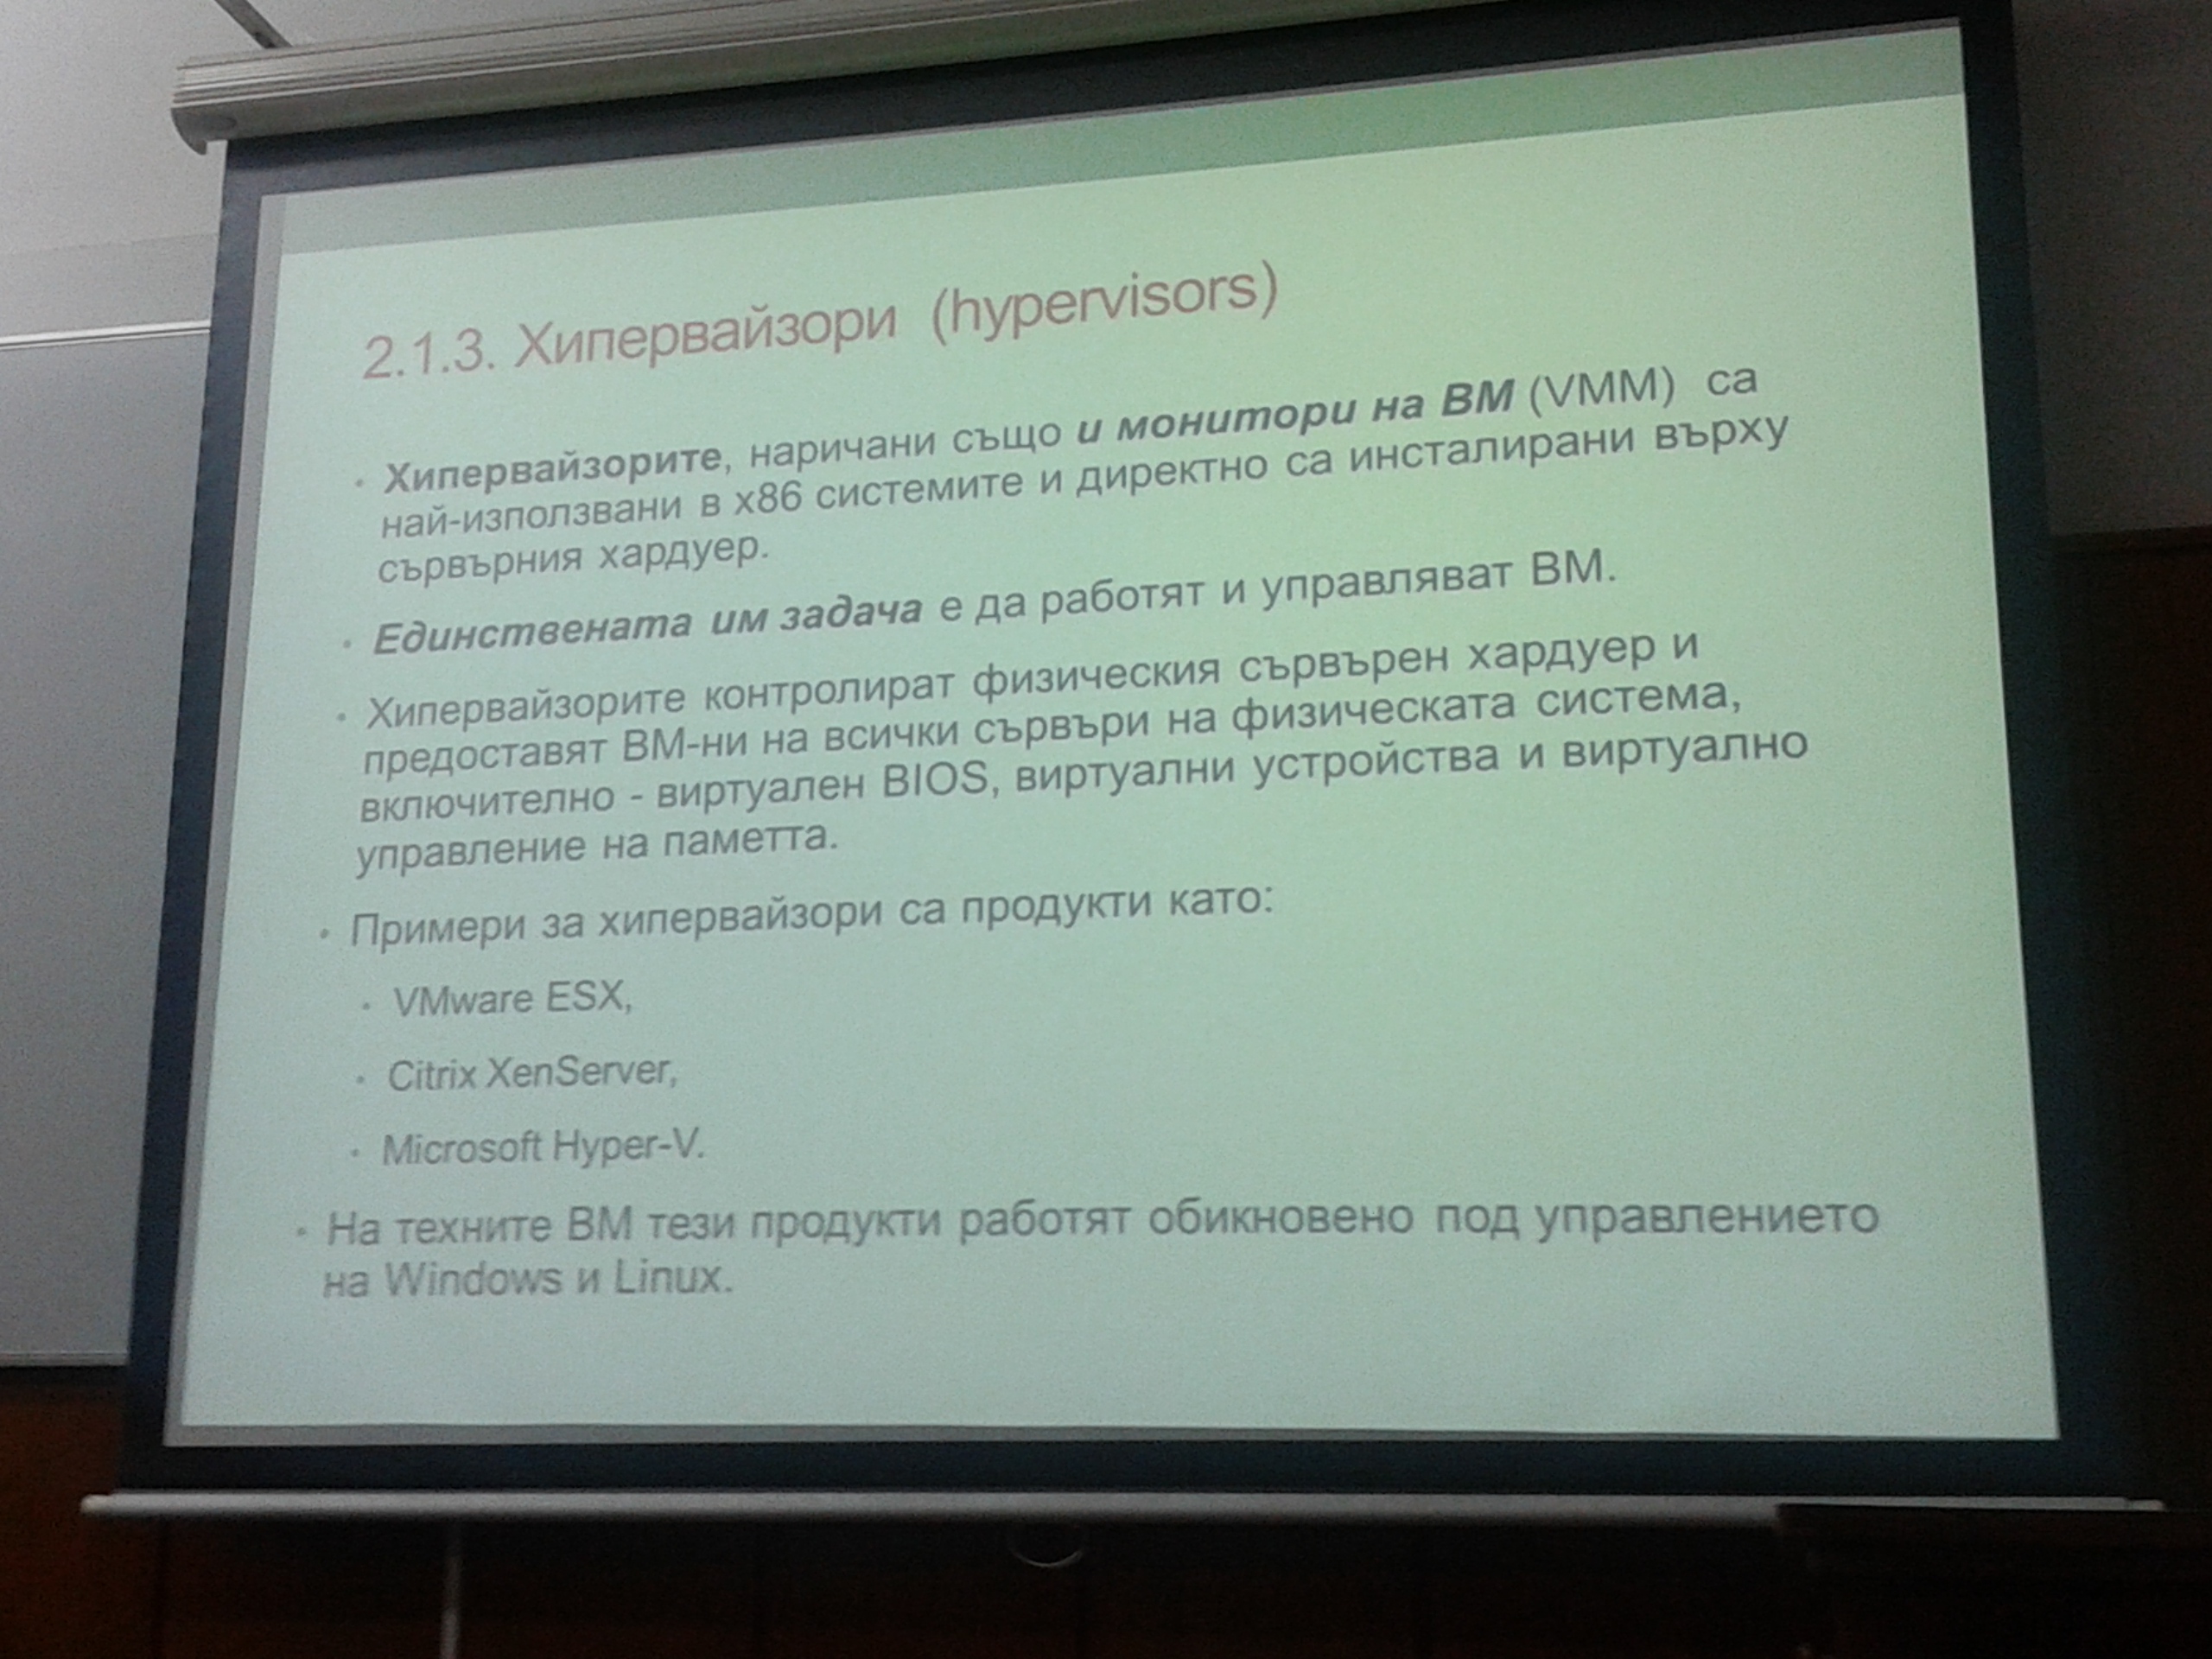 2.1.3. Хипервайзори (hypervisors)
• Хипервайзорите, наричани също и монитори на ВМ (VMM) са
най-използвани в x86 системите и директно са инсталирани върху
сървърния хардуер.
• Единствената им задача е да работят и управляват ВМ.
• Хипервайзорите контролират физическия сървърен хардуер и
предоставят ВМ-ни на всички сървъри на физическата система,
включително - виртуален BIOS, виртуални устройства и виртуално
управление на паметта.
• Примери за хипервайзори са продукти като:
• VMware ESX,
• Citrix XenServer,
• Microsoft Hyper-V.
• На техните ВМ тези продукти работят обикновено под управлението
на Windows и Linux.